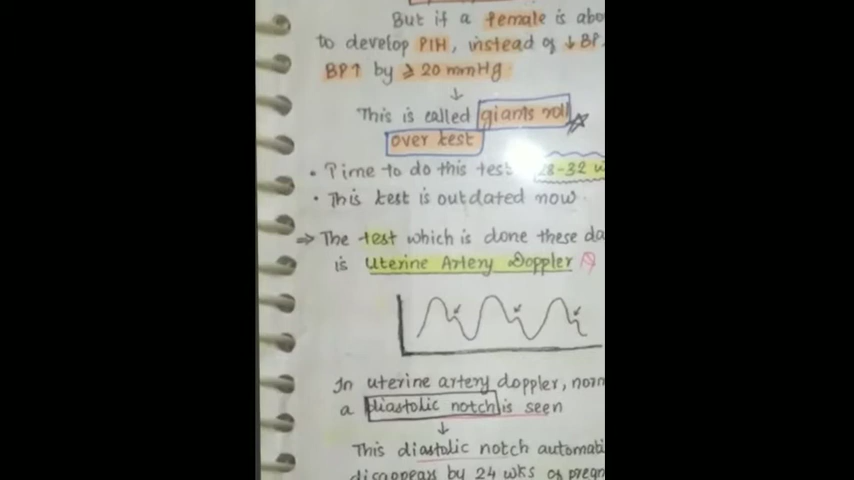 But if a female is abo
to develop PIH, instead of ↓ BP,
BP↑ by ⩾ 20 mmHg
↓
This is called giants roll
over test
• Time to do this test 28-32 w
• This test is outdated now
⇒ The test which is done these da
is Uterine Artery Doppler
In uterine artery doppler, norm
a diastolic notch is seen
↓
This diastolic notch automati
disappears by 24 wks of pregn